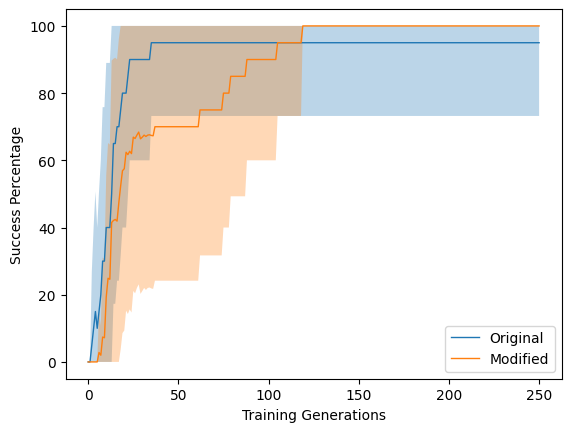 100
80
60
40
20
0
Success Percentage
0 50 100 150 200 250
Training Generations
Original
Modified